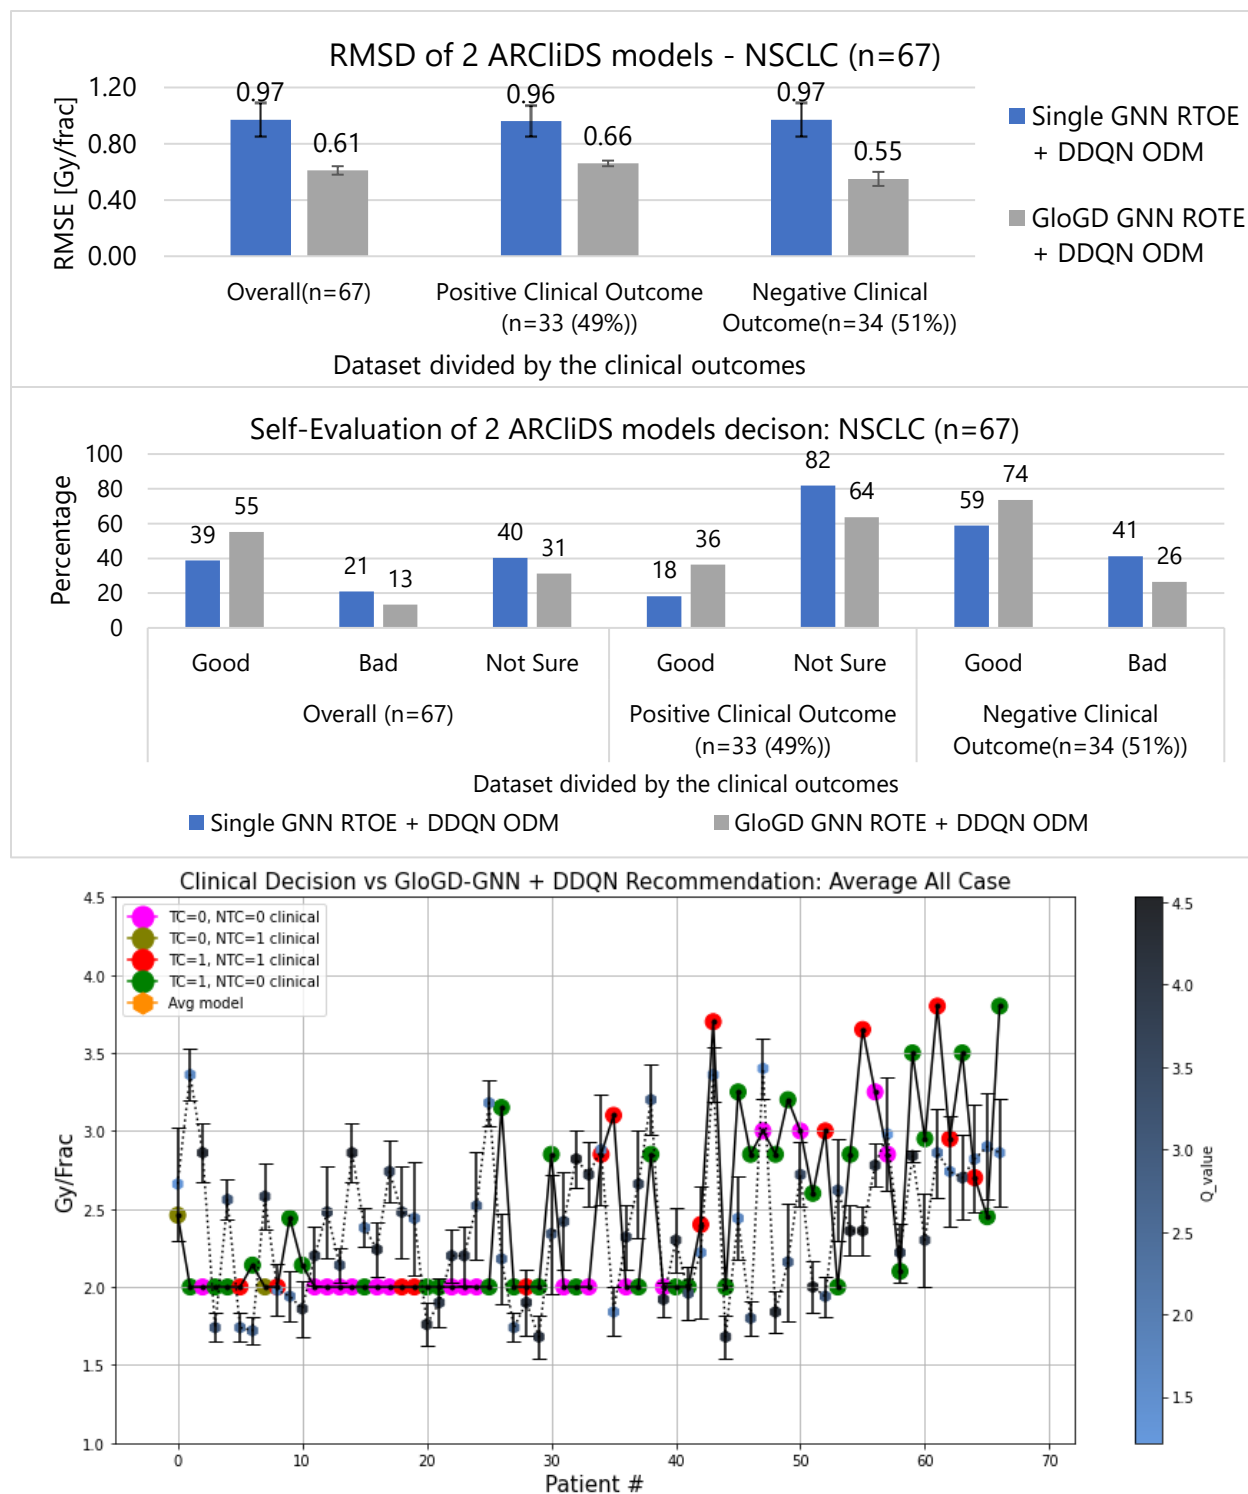 RMSD of 2 ARCliDS models - NSCLC (n=67)
RMSE [Gy/frac]
1.20
0.80
0.40
0.00
0.97
0.61
0.96
0.66
0.97
0.55
Overall(n=67)
Positive Clinical Outcome
(n=33 (49%))
Negative Clinical
Outcome(n=34 (51%))
Dataset divided by the clinical outcomes
Single GNN RTOE
+ DDQN ODM
GloGD GNN ROTE
+ DDQN ODM
Self-Evaluation of 2 ARCliDS models decison: NSCLC (n=67)
Percentage
100
80
60
40
20
0
39
55
21
13
40
31
18
36
82
64
59
74
41
26
Good
Bad
Not Sure
Good
Not Sure
Good
Bad
Overall (n=67)
Positive Clinical Outcome
(n=33 (49%))
Negative Clinical
Outcome(n=34 (51%))
Dataset divided by the clinical outcomes
Single GNN RTOE + DDQN ODM
GloGD GNN ROTE + DDQN ODM
Clinical Decision vs GloGD-GNN + DDQN Recommendation: Average All Case
TC=0, NTC=0 clinical
TC=0, NTC=1 clinical
TC=1, NTC=1 clinical
TC=1, NTC=0 clinical
Avg model
Gy/Frac
4.5
4.0
3.5
3.0
2.5
2.0
1.5
1.0
0
10
20
30
40
50
60
70
Patient #
4.5
4.0
3.5
3.0
2.5
2.0
1.5
Q_value